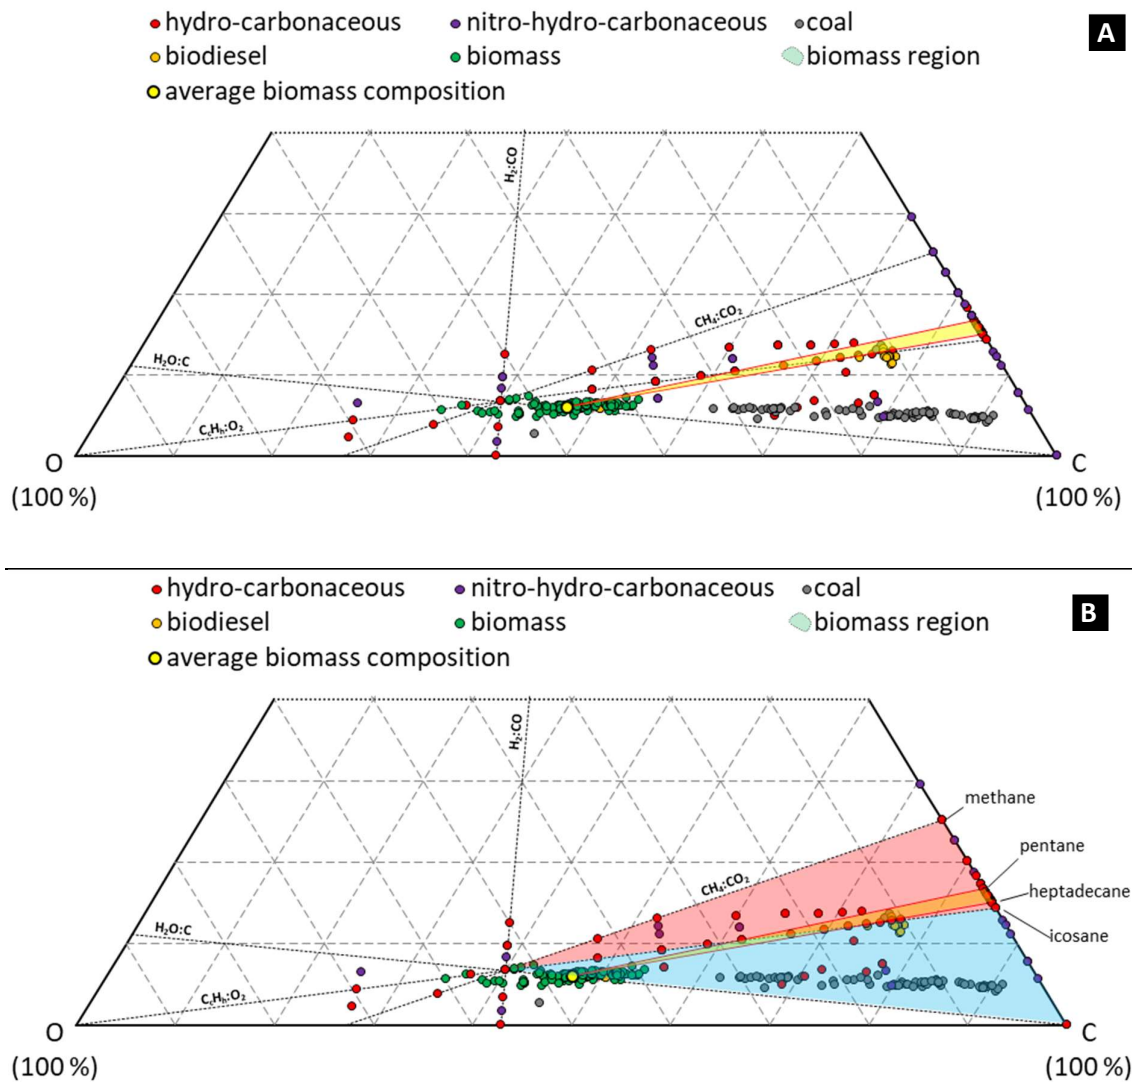 hydro-carbonaceous nitro-hydro-carbonaceous coal
A
biodiesel biomass biomass region
average biomass composition
H₂:CO
CH₄:CO₂
H₂O:C
CₓHₕ:O₂
O C
(100 %) (100 %)
hydro-carbonaceous nitro-hydro-carbonaceous coal
B
biodiesel biomass biomass region
average biomass composition
H₂:CO
methane
pentane
CH₄:CO₂
heptadecane
H₂O:C
icosane
O C
(100 %) (100 %)